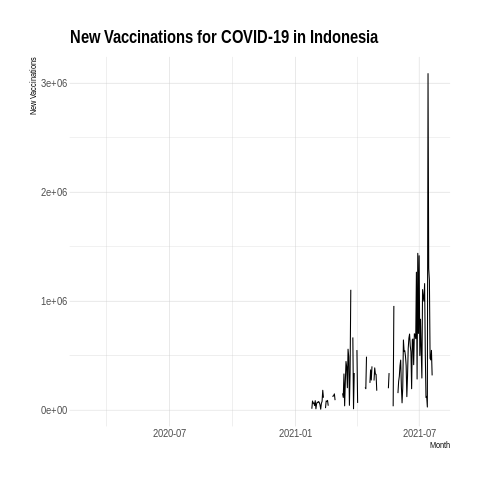 New Vaccinations for COVID-19 in Indonesia
New Vaccinations
3e+06
2e+06
1e+06
0e+00
2020-07 2021-01 2021-07
Month